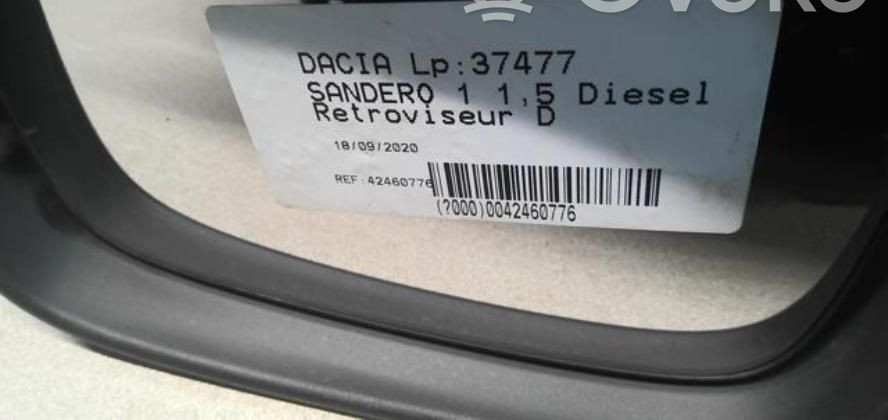 DACIA Lp:37477
SANDERO 1 1,5 Diesel
Retroviseur D
18/09/2020
REF:42460776
(?000)0042460776